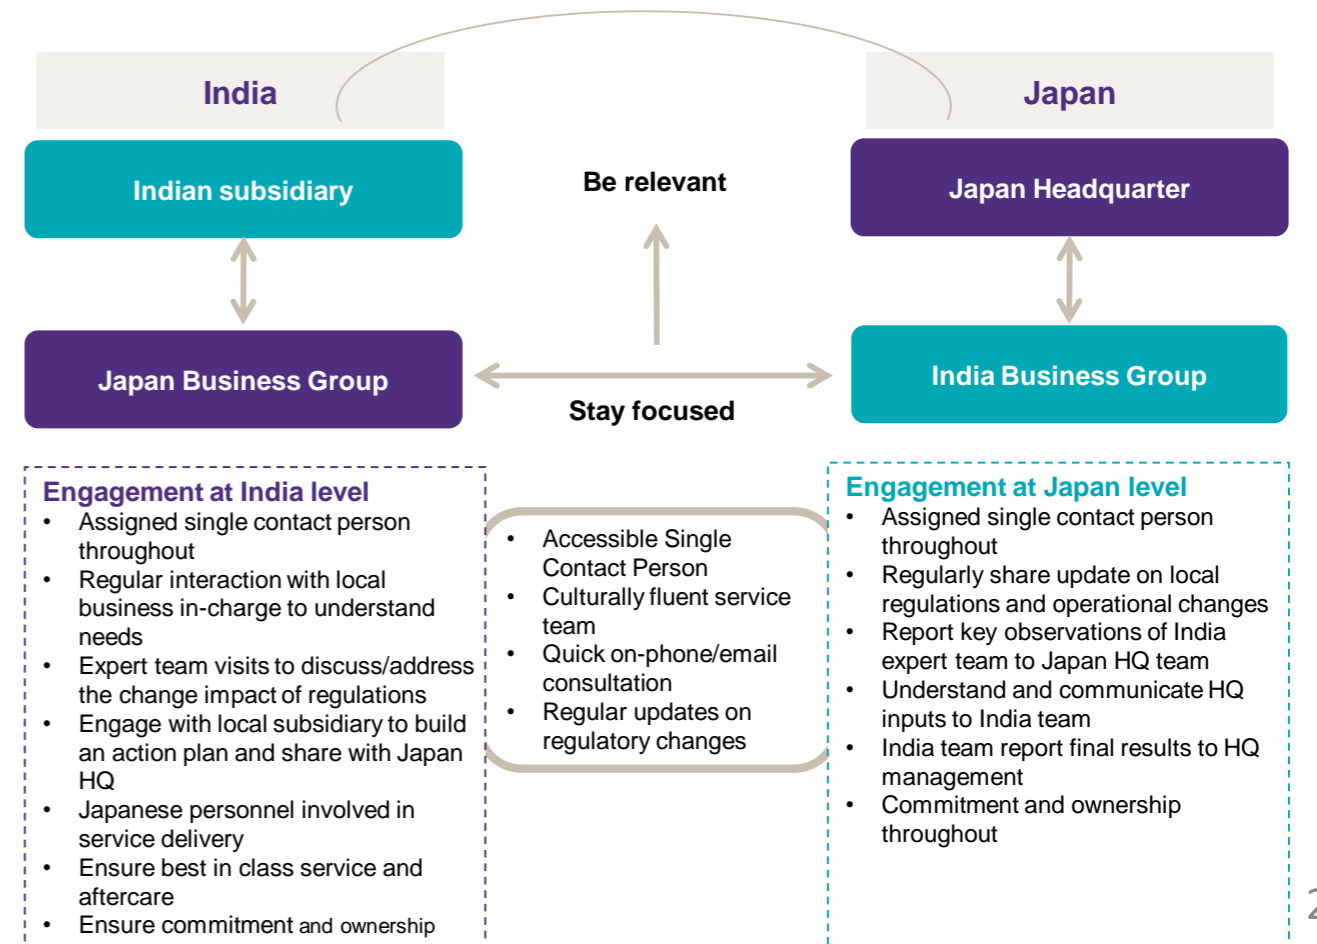 India
Japan
Indian subsidiary
Be relevant
Japan Headquarter
Japan Business Group
India Business Group
Stay focused
Engagement at India level
• Assigned single contact person
throughout
• Regular interaction with local
business in-charge to understand
needs
• Expert team visits to discuss/address
the change impact of regulations
• Engage with local subsidiary to build
an action plan and share with Japan
HQ
• Japanese personnel involved in
service delivery
• Ensure best in class service and
aftercare
• Ensure commitment and ownership
• Accessible Single
Contact Person
• Culturally fluent service
team
• Quick on-phone/email
consultation
• Regular updates on
regulatory changes
Engagement at Japan level
• Assigned single contact person
throughout
• Regularly share update on local
regulations and operational changes
• Report key observations of India
expert team to Japan HQ team
• Understand and communicate HQ
inputs to India team
• India team report final results to HQ
management
• Commitment and ownership
throughout